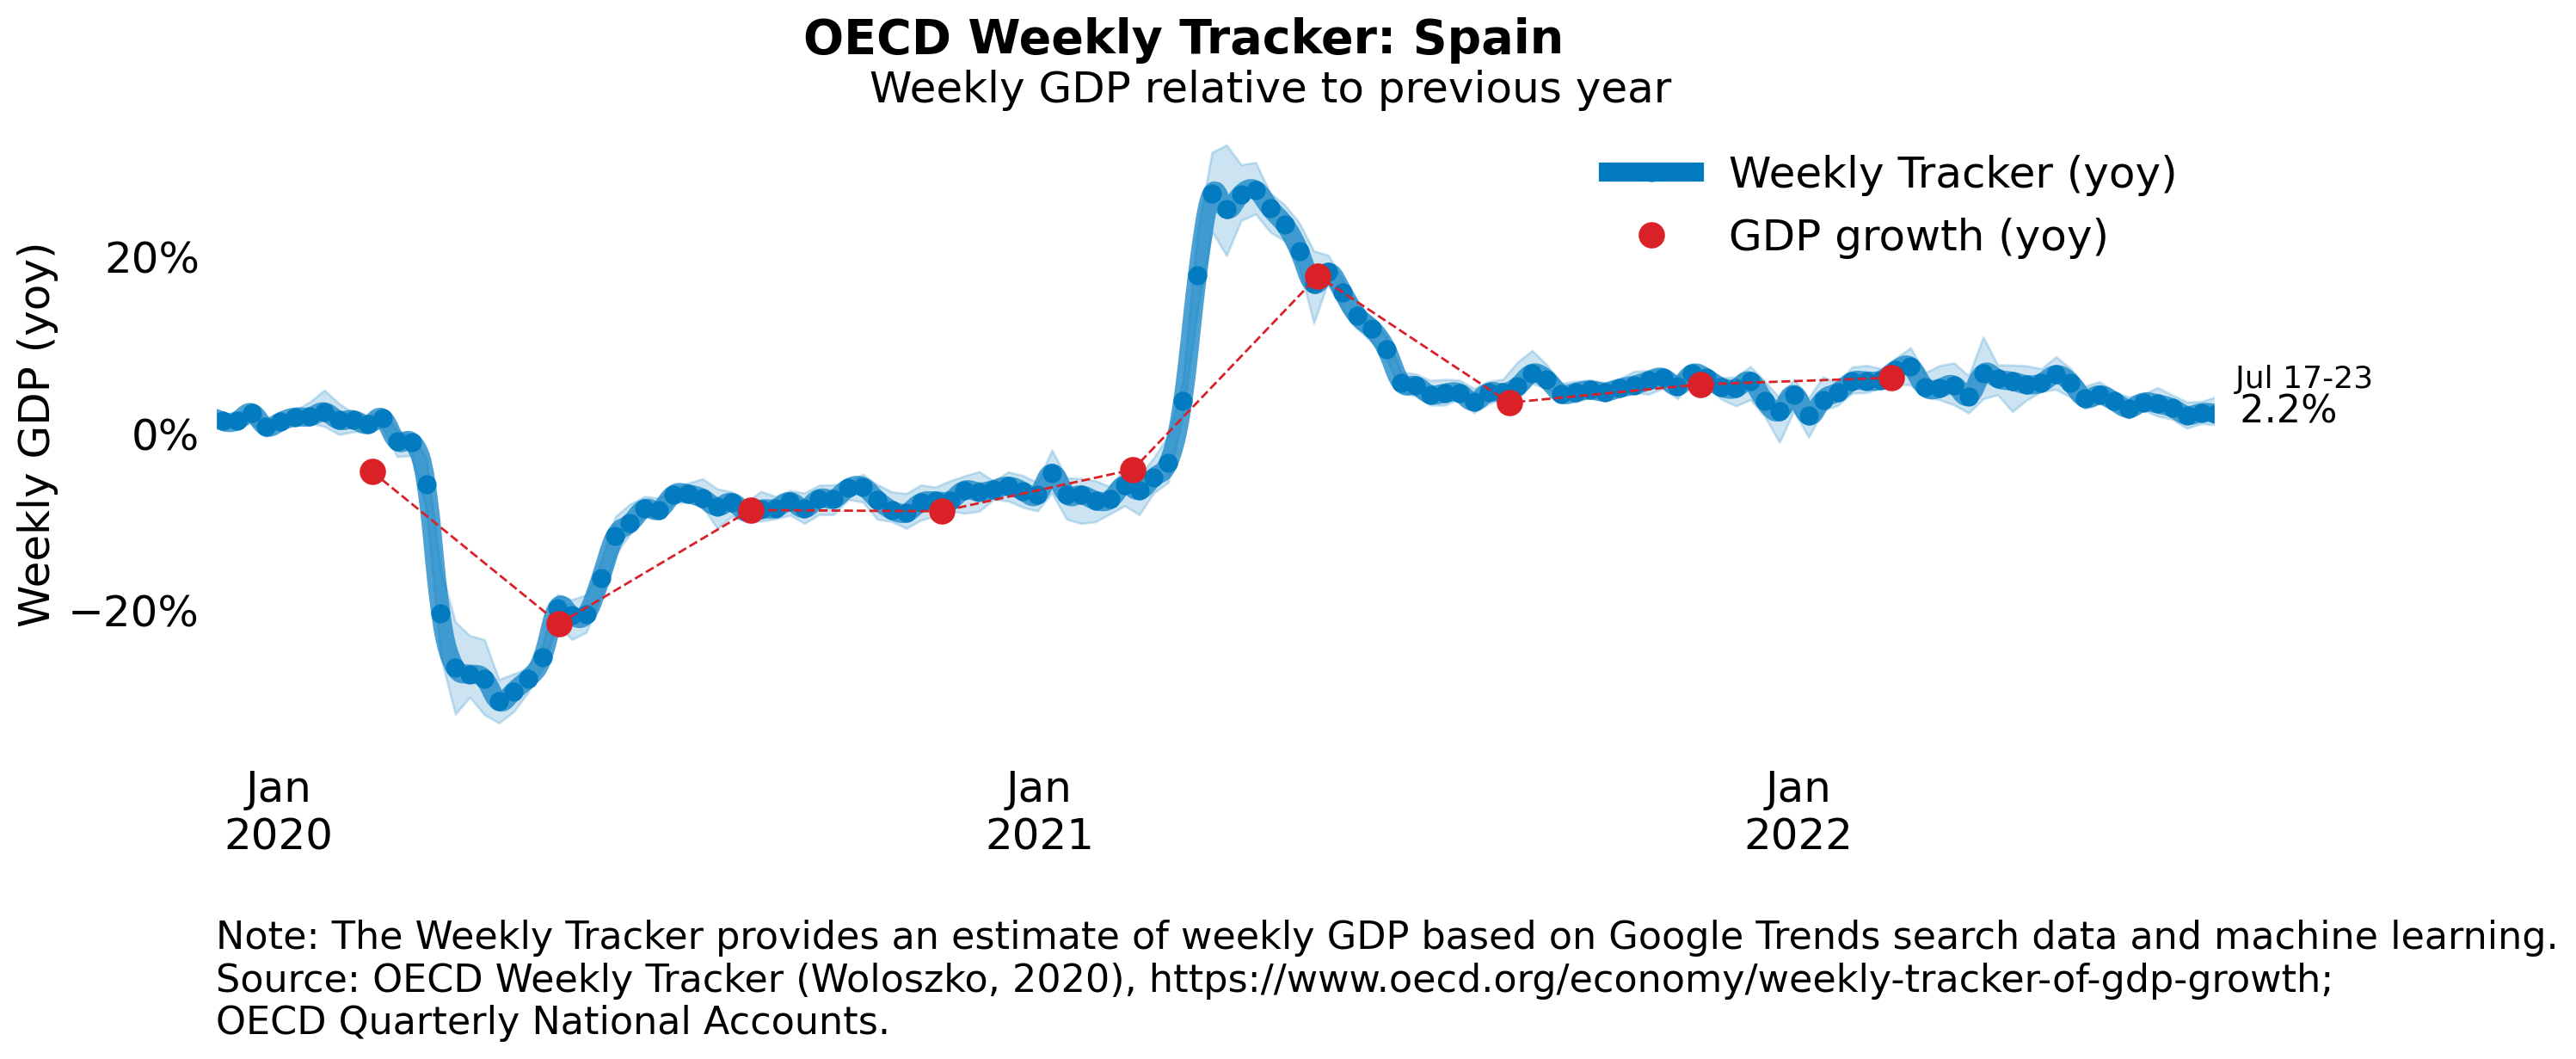 OECD Weekly Tracker: Spain
Weekly GDP relative to previous year
Weekly Tracker (yoy)
GDP growth (yoy)
Weekly GDP (yoy)
20%
0%
−20%
Jul 17-23
2.2%
Jan
2020
Jan
2021
Jan
2022
Note: The Weekly Tracker provides an estimate of weekly GDP based on Google Trends search data and machine learning.
Source: OECD Weekly Tracker (Woloszko, 2020), https://www.oecd.org/economy/weekly-tracker-of-gdp-growth;
OECD Quarterly National Accounts.